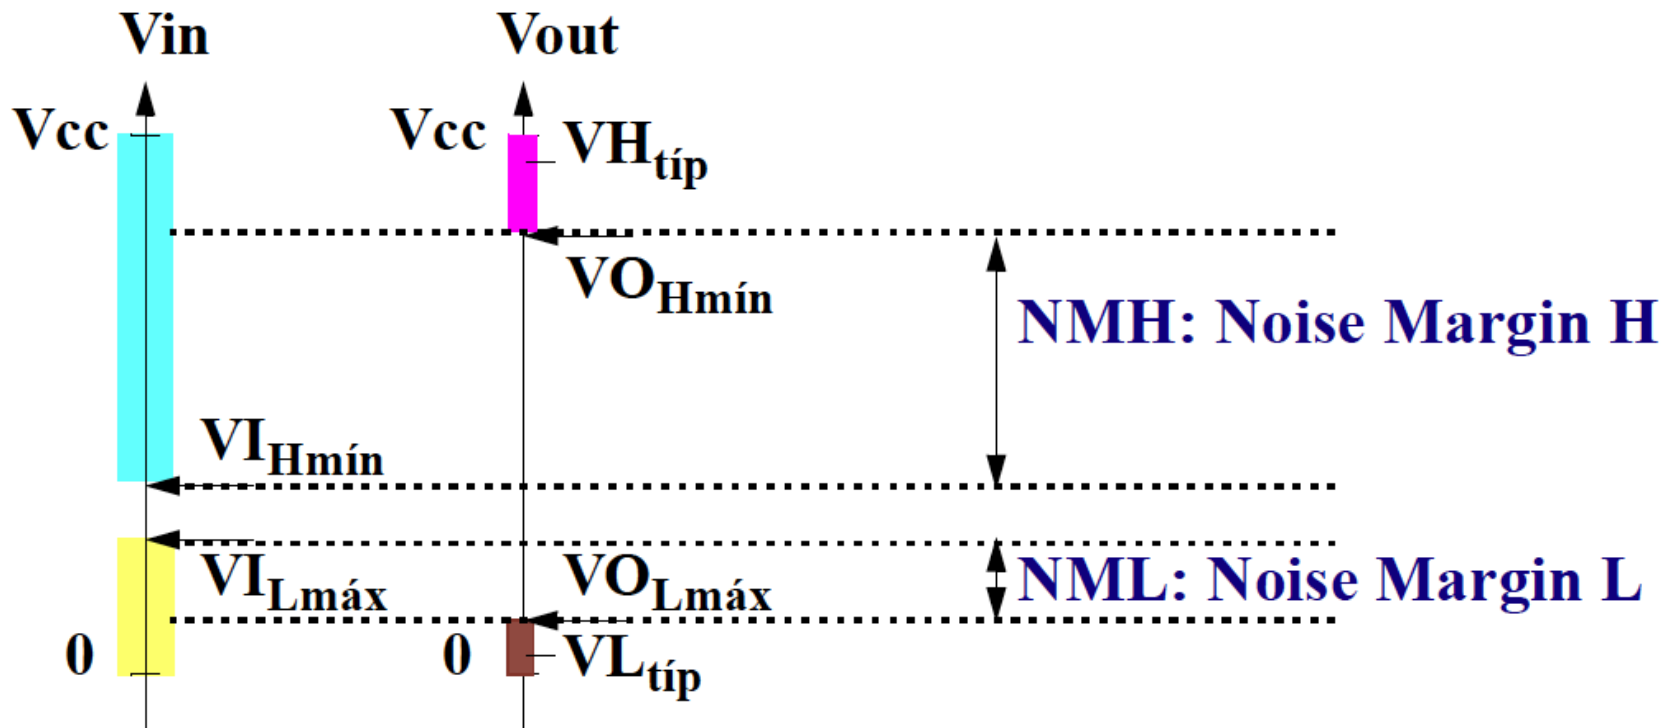 Vin Vout
Vcc Vcc VHtíp
VOHmín
NMH: Noise Margin H
VIHmín
VILmáx VOLmáx NML: Noise Margin L
0 0 VLtíp